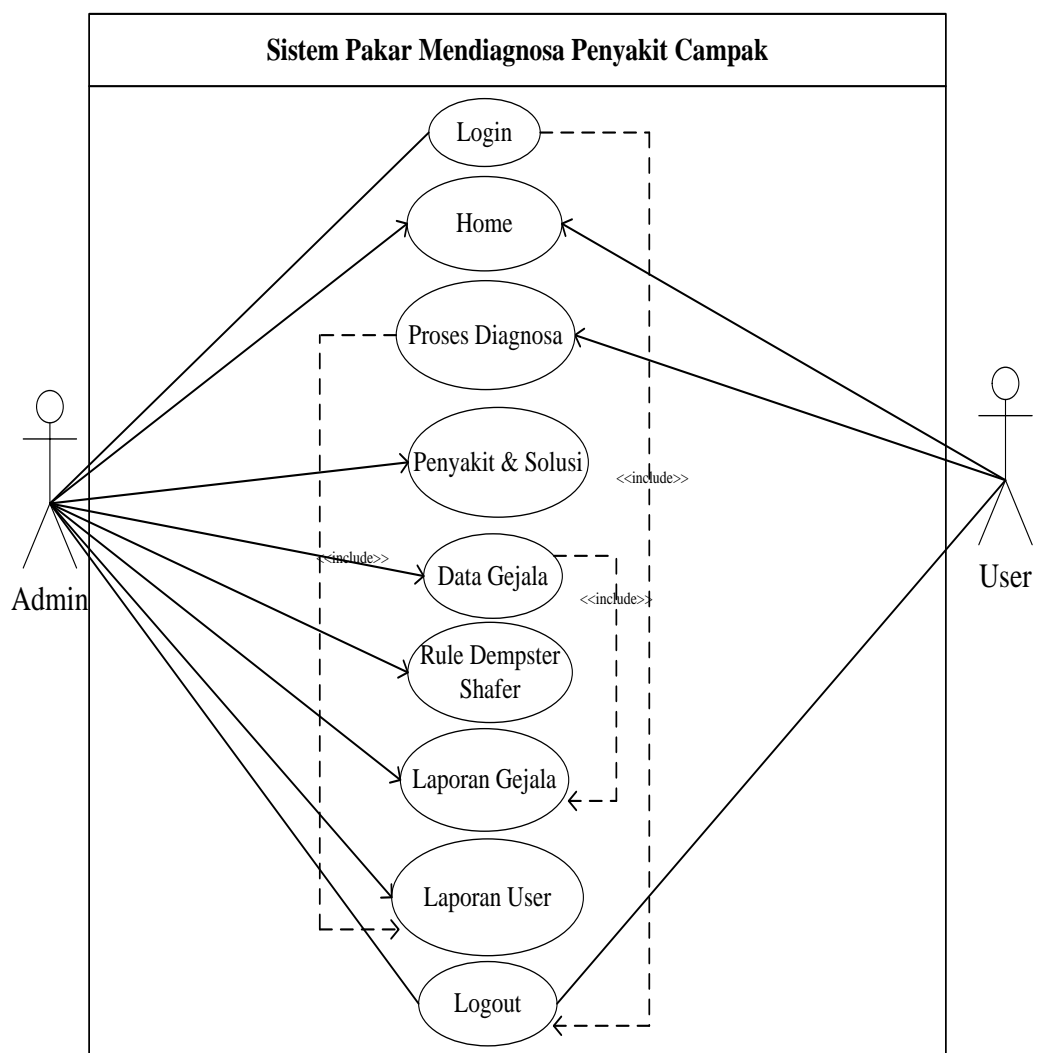 Sistem Pakar Mendiagnosa Penyakit Campak
Login
Home
Proses Diagnosa
Penyakit & Solusi
<<include>>
<<include>>
Data Gejala
<<include>>
Admin
User
Rule Dempster
Shafer
Laporan Gejala
Laporan User
Logout